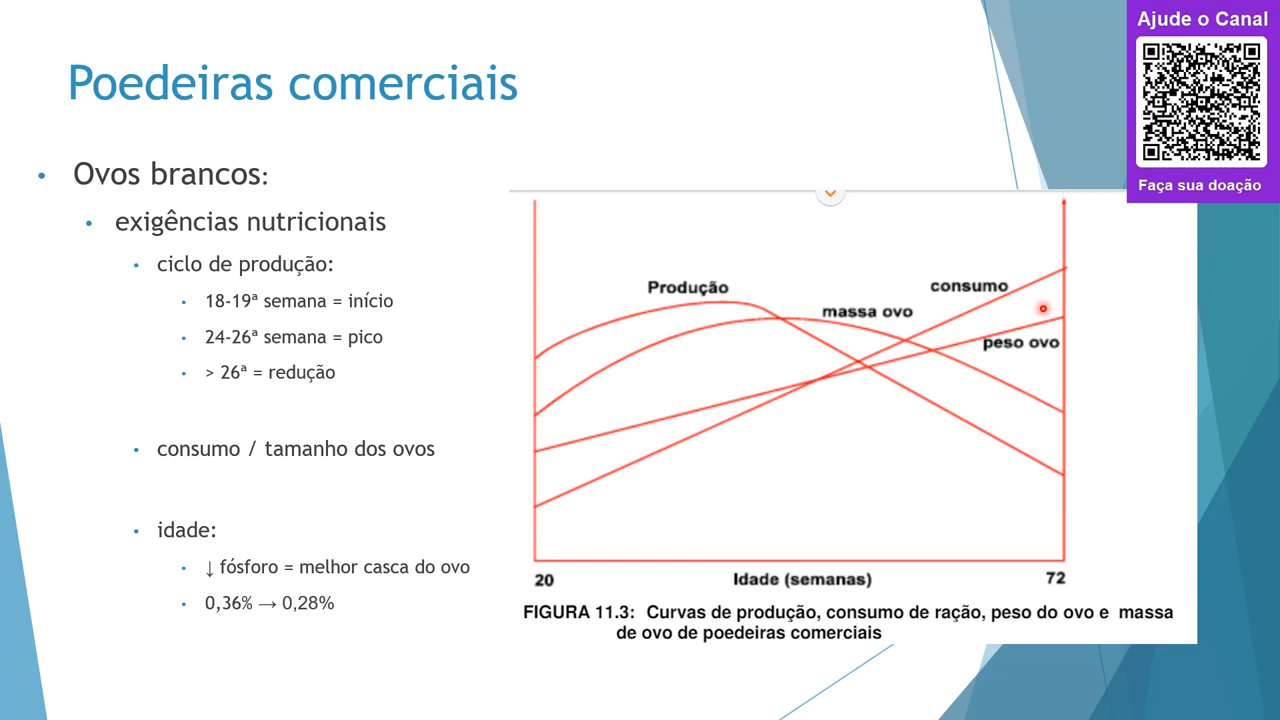 Poedeiras comerciais
Ajude o Canal
Faça sua doação
Ovos brancos:
exigências nutricionais
ciclo de produção:
18-19ª semana = início
24-26ª semana = pico
> 26ª = redução
consumo / tamanho dos ovos
idade:
↓ fósforo = melhor casca do ovo
0,36% → 0,28%
Produção
consumo
massa ovo
peso ovo
20
Idade (semanas)
72
FIGURA 11.3: Curvas de produção, consumo de ração, peso do ovo e massa
de ovo de poedeiras comerciais